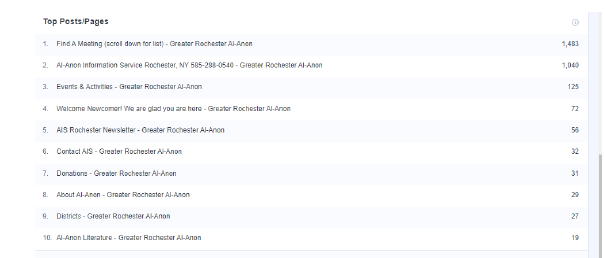 Top Posts/Pages
1. Find A Meeting (scroll down for list) - Greater Rochester Al-Anon 1,483
2. Al-Anon Information Service Rochester, NY 585-288-0540 - Greater Rochester Al-Anon 1,040
3. Events & Activities - Greater Rochester Al-Anon 125
4. Welcome Newcomer! We are glad you are here - Greater Rochester Al-Anon 72
5. AIS Rochester Newsletter - Greater Rochester Al-Anon 56
6. Contact AIS - Greater Rochester Al-Anon 32
7. Donations - Greater Rochester Al-Anon 31
8. About Al-Anon - Greater Rochester Al-Anon 29
9. Districts - Greater Rochester Al-Anon 27
10. Al-Anon Literature - Greater Rochester Al-Anon 19